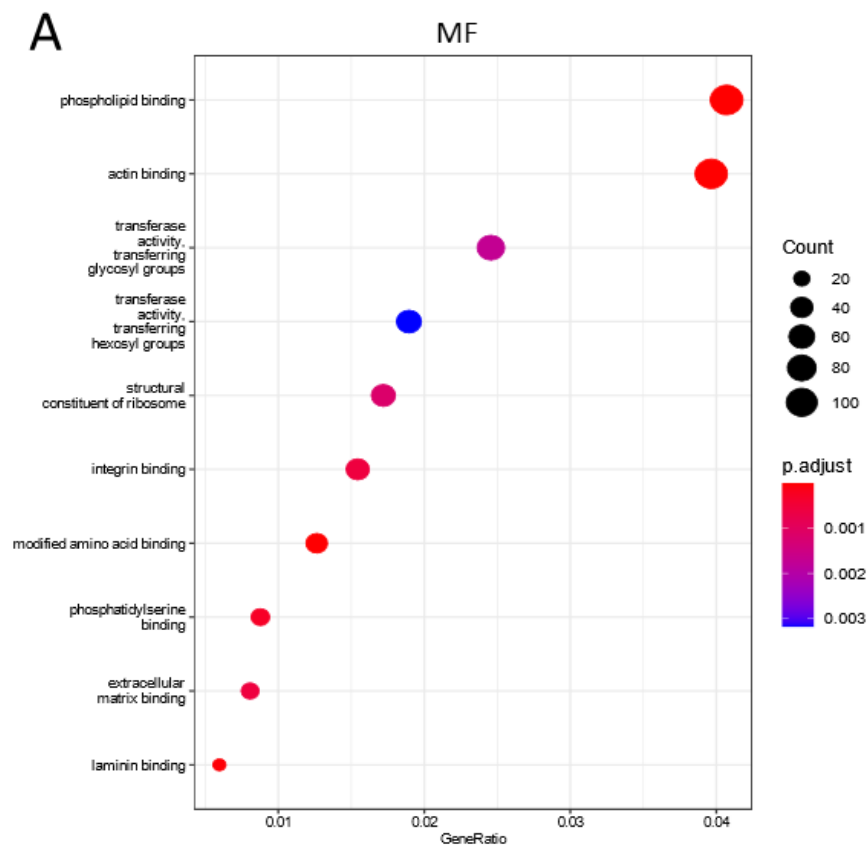 A
MF
phospholipid binding
actin binding
transferase
activity.
transferring
glycosyl groups
transferase
activity.
transferring
hexosyl groups
structural
constituent of ribosome
integrin binding
modified amino acid binding
phosphatidylserine
binding
extracellular
matrix binding
laminin binding
0.01
0.02
0.03
0.04
GeneRatio
Count
20
40
60
80
100
p.adjust
0.001
0.002
0.003